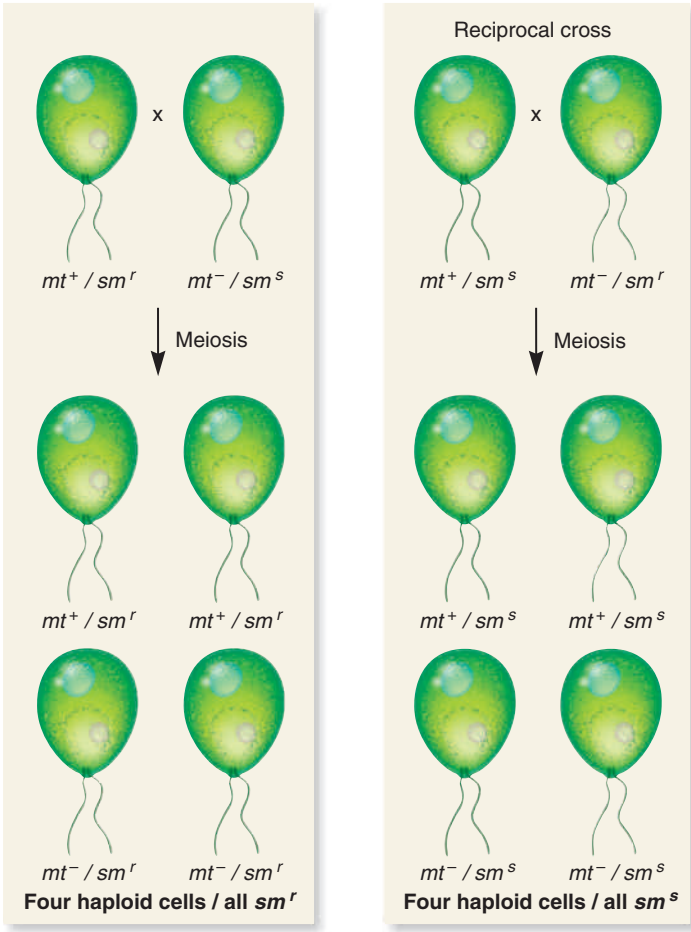 mt⁺ / smʳ x mt⁻ / smˢ
Meiosis
mt⁺ / smʳ mt⁺ / smʳ
mt⁻ / smʳ mt⁻ / smʳ
Four haploid cells / all smʳ
Reciprocal cross
x
mt⁺ / smˢ mt⁻ / smʳ
Meiosis
mt⁺ / smˢ mt⁺ / smˢ
mt⁻ / smˢ mt⁻ / smˢ
Four haploid cells / all smˢ